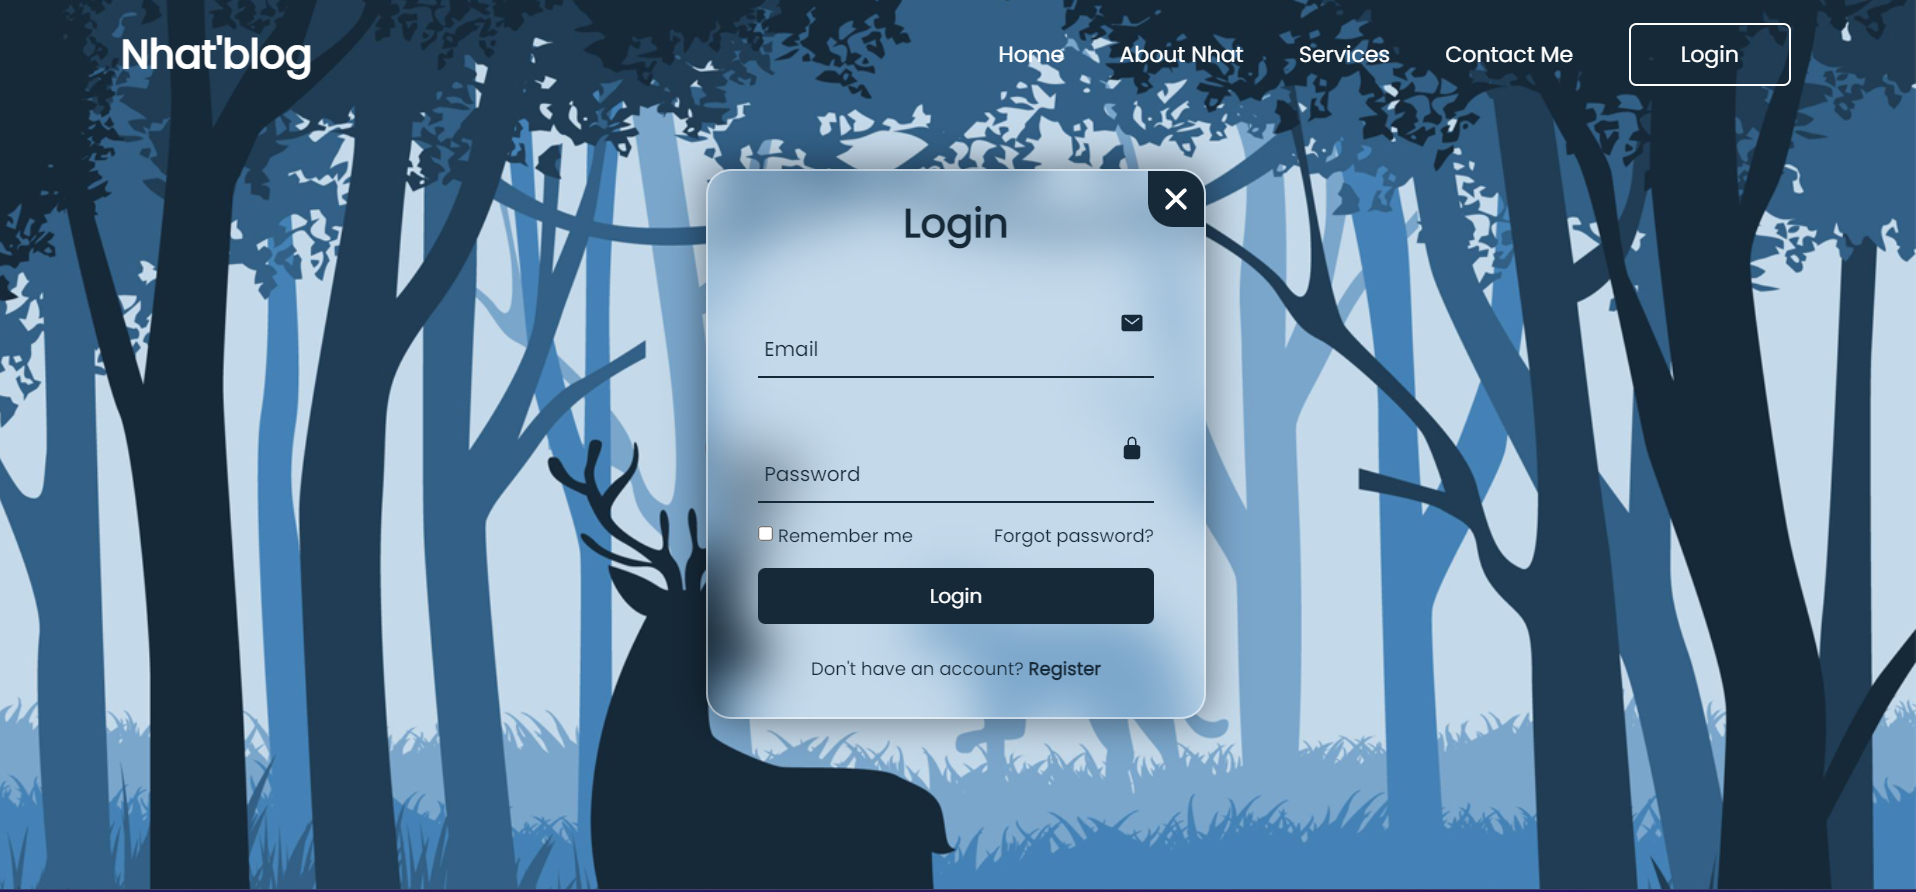 Nhat'blog
Home About Nhat Services Contact Me Login
Login
Email
Password
Remember me Forgot password?
Login
Don't have an account? Register